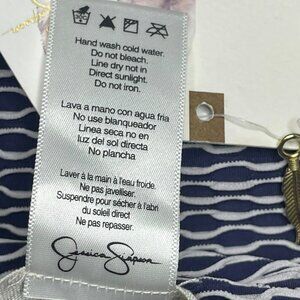 Hand wash cold water.
Do not bleach.
Line dry not in
Direct sunlight.
Do not iron.
Lava a mano con agua fria
No use blanqueador
Linea seca no en
luz del sol directa
No plancha
Laver à la main à l'eau froide.
Ne pas javelliser.
Suspendre pour sécher à l'abri
du soleil direct
Ne pas repasser.
Jessica Simpson